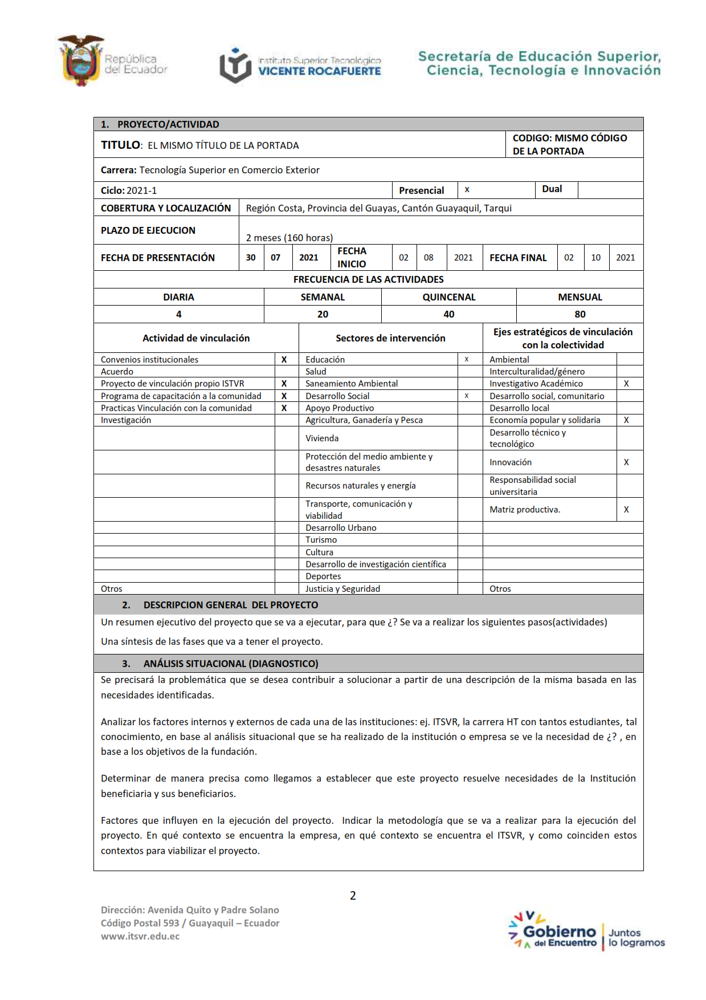 República
del Ecuador
Instituto Superior Tecnológico
VICENTE ROCAFUERTE
Secretaría de Educación Superior,
Ciencia, Tecnología e Innovación
1. PROYECTO/ACTIVIDAD
TITULO: EL MISMO TÍTULO DE LA PORTADA
CODIGO: MISMO CÓDIGO
DE LA PORTADA
Carrera: Tecnología Superior en Comercio Exterior
Ciclo: 2021-1 Presencial x Dual
COBERTURA Y LOCALIZACIÓN Región Costa, Provincia del Guayas, Cantón Guayaquil, Tarqui
PLAZO DE EJECUCION
2 meses (160 horas)
FECHA DE PRESENTACIÓN 30 07 2021 FECHA INICIO 02 08 2021 FECHA FINAL 02 10 2021
FRECUENCIA DE LAS ACTIVIDADES
DIARIA SEMANAL QUINCENAL MENSUAL
4 20 40 80
Actividad de vinculación Sectores de intervención Ejes estratégicos de vinculación
con la colectividad
Convenios institucionales X Educación x Ambiental
Acuerdo Salud Interculturalidad/género
Proyecto de vinculación propio ISTVR X Saneamiento Ambiental Investigativo Académico X
Programa de capacitación a la comunidad X Desarrollo Social x Desarrollo social, comunitario
Practicas Vinculación con la comunidad X Apoyo Productivo Desarrollo local
Investigación Agricultura, Ganadería y Pesca Economía popular y solidaria X
Vivienda Desarrollo técnico y
tecnológico
Protección del medio ambiente y
desastres naturales Innovación X
Recursos naturales y energía Responsabilidad social
universitaria
Transporte, comunicación y
viabilidad Matriz productiva. X
Desarrollo Urbano
Turismo
Cultura
Desarrollo de investigación científica
Deportes
Otros Justicia y Seguridad Otros
2. DESCRIPCION GENERAL DEL PROYECTO
Un resumen ejecutivo del proyecto que se va a ejecutar, para que ¿? Se va a realizar los siguientes pasos(actividades)
Una síntesis de las fases que va a tener el proyecto.
3. ANÁLISIS SITUACIONAL (DIAGNOSTICO)
Se precisará la problemática que se desea contribuir a solucionar a partir de una descripción de la misma basada en las
necesidades identificadas.
Analizar los factores internos y externos de cada una de las instituciones: ej. ITSVR, la carrera HT con tantos estudiantes, tal
conocimiento, en base al análisis situacional que se ha realizado de la institución o empresa se ve la necesidad de ¿? , en
base a los objetivos de la fundación.
Determinar de manera precisa como llegamos a establecer que este proyecto resuelve necesidades de la Institución
beneficiaria y sus beneficiarios.
Factores que influyen en la ejecución del proyecto. Indicar la metodología que se va a realizar para la ejecución del
proyecto. En qué contexto se encuentra la empresa, en qué contexto se encuentra el ITSVR, y como coinciden estos
contextos para viabilizar el proyecto.
2
Dirección: Avenida Quito y Padre Solano
Código Postal 593 / Guayaquil – Ecuador
www.itsvr.edu.ec
Gobierno
del Encuentro
Juntos
lo logramos